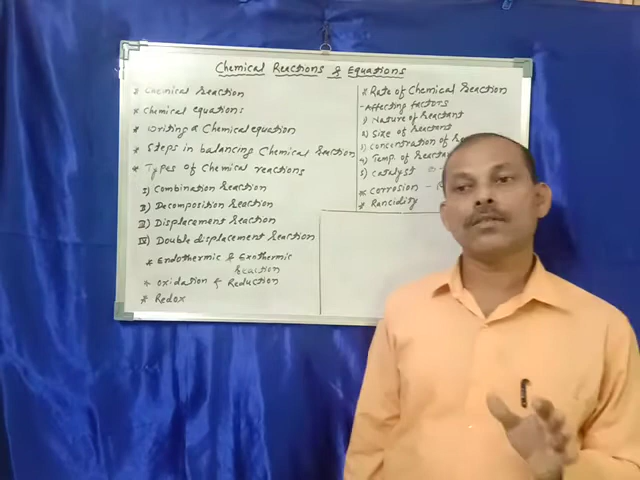 Chemical Reactions & Equations
* Chemical Reaction
* Chemical equations
* Writing a Chemical equation
* Steps in balancing Chemical Reaction
* Types of Chemical reactions
I) Combination Reaction
II) Decomposition Reaction
III) Displacement Reaction
IV) Double displacement Reaction
* Endothermic & Exothermic
Reaction
* Oxidation & Reduction
* Redox
* Rate of Chemical Reaction
- Affecting factors
1) Nature of Reactant
2) Size of Reactant
3) Concentration of
4) Temp. of
5) Catalyst
* Corrosion -
* Rancidity